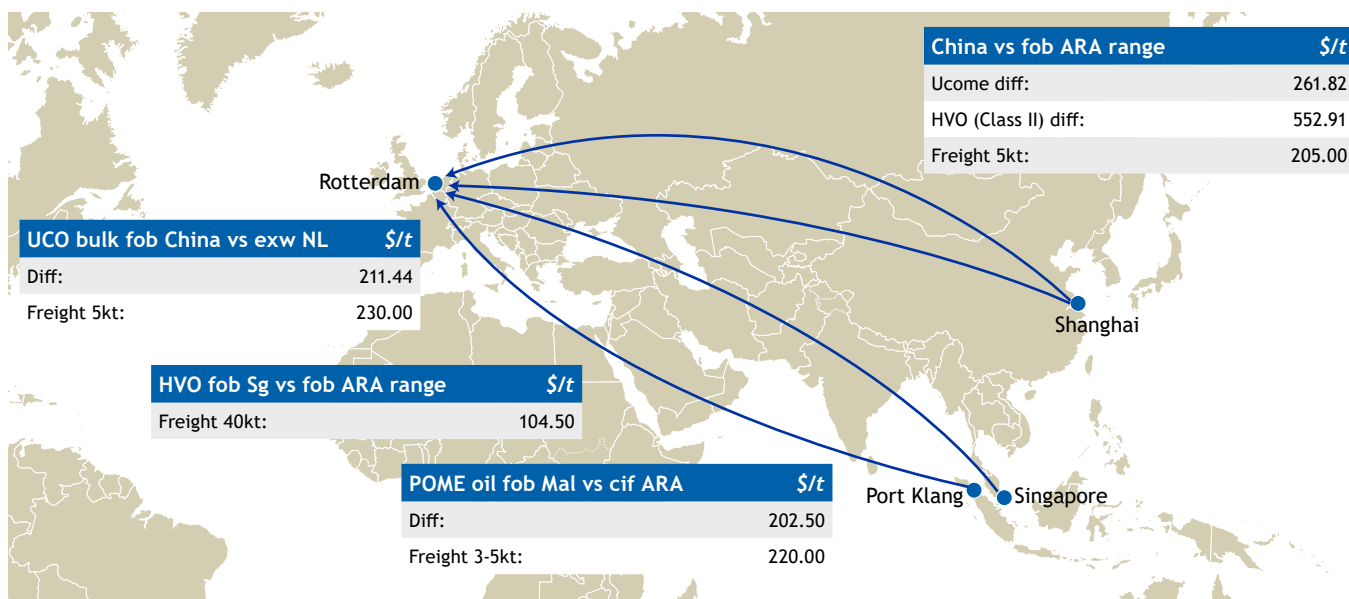 China vs fob ARA range $/t
Ucome diff: 261.82
HVO (Class II) diff: 552.91
Freight 5kt: 205.00
Rotterdam
UCO bulk fob China vs exw NL $/t
Diff: 211.44
Freight 5kt: 230.00
Shanghai
HVO fob Sg vs fob ARA range $/t
Freight 40kt: 104.50
POME oil fob Mal vs cif ARA $/t
Diff: 202.50
Freight 3-5kt: 220.00
Port Klang
Singapore